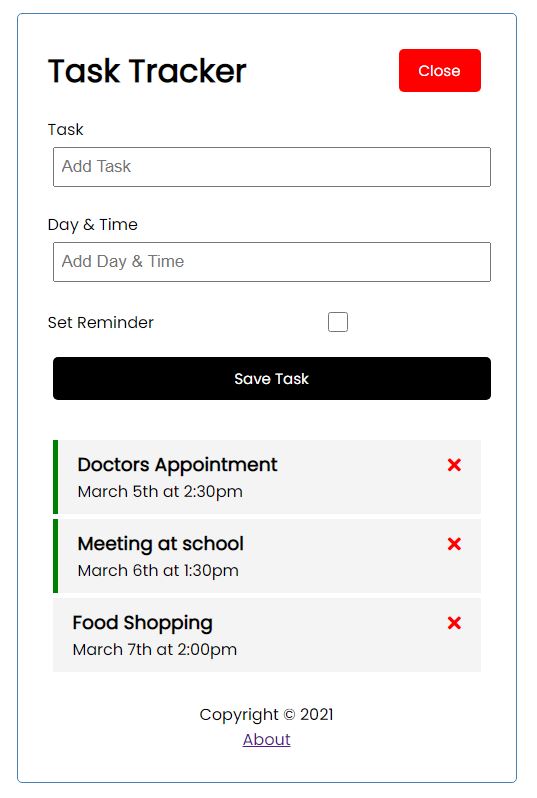 Task Tracker
Close
Task
Add Task
Day & Time
Add Day & Time
Set Reminder
Save Task
Doctors Appointment
March 5th at 2:30pm
Meeting at school
March 6th at 1:30pm
Food Shopping
March 7th at 2:00pm
Copyright © 2021
About